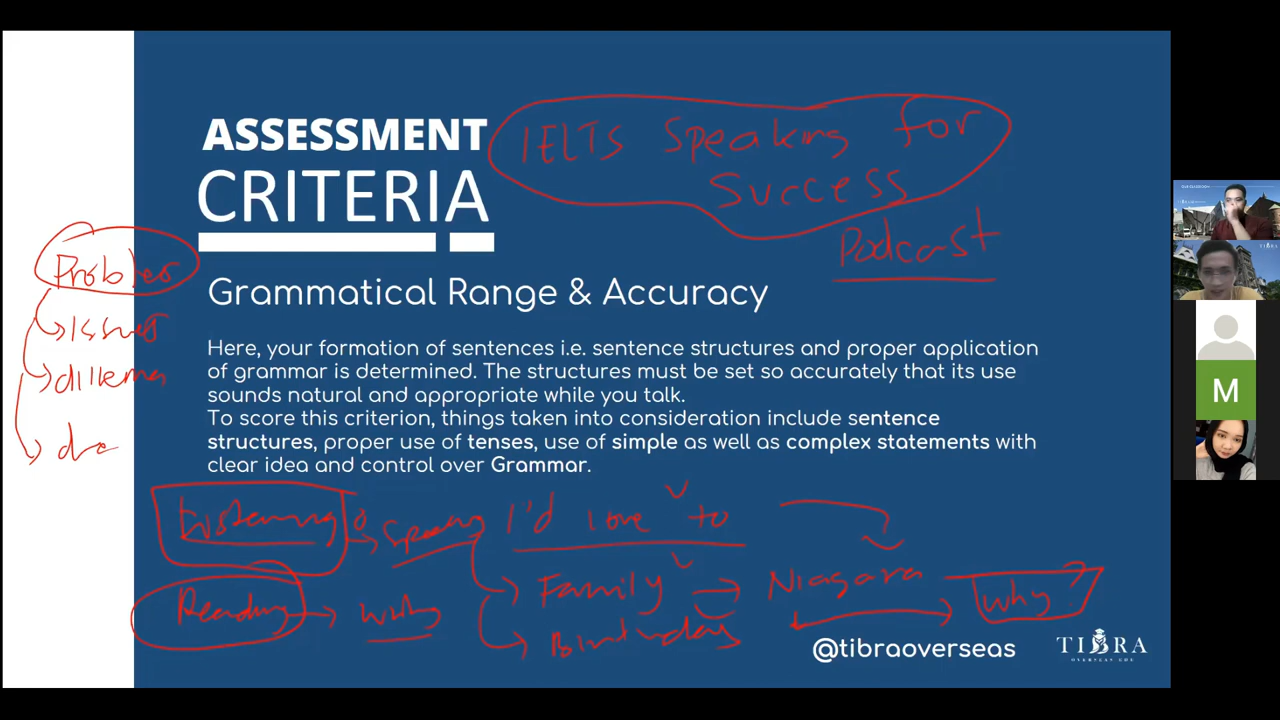 ASSESSMENT
CRITERIA
IELTS Speaking for
Success
Podcast
Grammatical Range & Accuracy
Here, your formation of sentences i.e. sentence structures and proper application
of grammar is determined. The structures must be set so accurately that its use
sounds natural and appropriate while you talk.
To score this criterion, things taken into consideration include sentence
structures, proper use of tenses, use of simple as well as complex statements with
clear idea and control over Grammar.
Problem
issues
dilemma
Listening
Speaking
I'd love to
Family
Niagara
Why?
Reading
Birthdays
@tibraoverseas
TIBRA
M